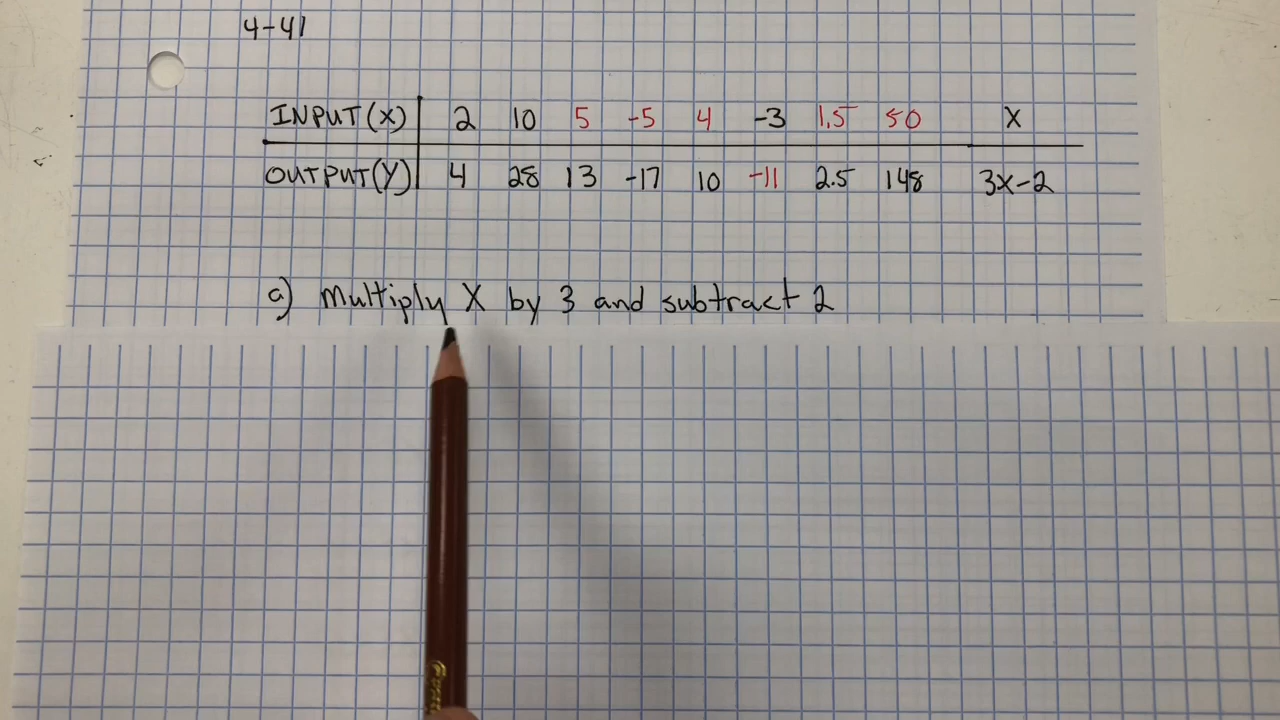 4-41
INPUT(X) 2 10 5 -5 4 -3 1.5 50 X
OUTPUT(Y) 4 28 13 -17 10 -11 2.5 148 3X-2
a) Multiply X by 3 and subtract 2